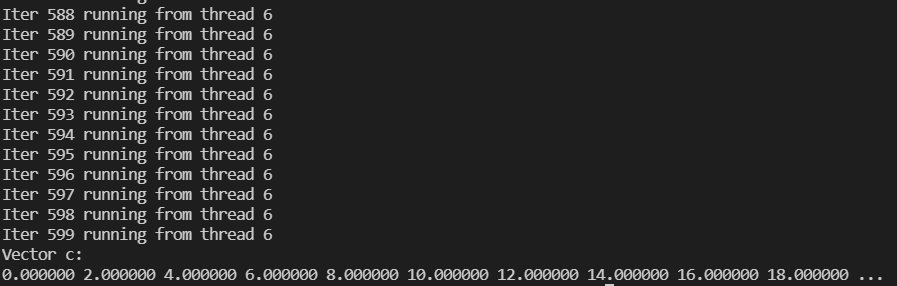 Iter 588 running from thread 6
Iter 589 running from thread 6
Iter 590 running from thread 6
Iter 591 running from thread 6
Iter 592 running from thread 6
Iter 593 running from thread 6
Iter 594 running from thread 6
Iter 595 running from thread 6
Iter 596 running from thread 6
Iter 597 running from thread 6
Iter 598 running from thread 6
Iter 599 running from thread 6
Vector c:
0.000000 2.000000 4.000000 6.000000 8.000000 10.000000 12.000000 14.000000 16.000000 18.000000 ...